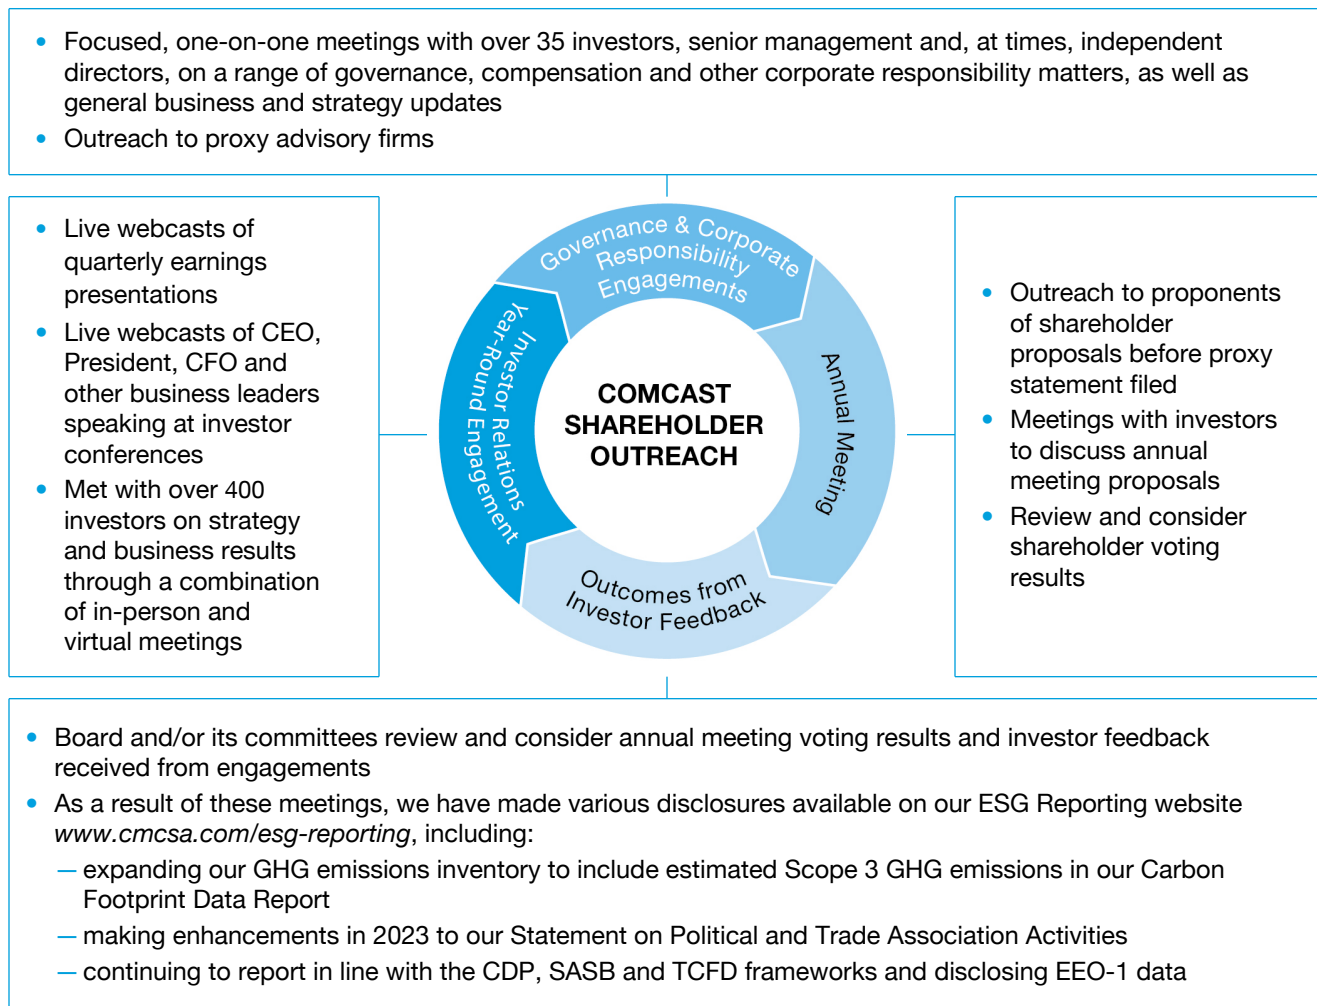 • Focused, one-on-one meetings with over 35 investors, senior management and, at times, independent
directors, on a range of governance, compensation and other corporate responsibility matters, as well as
general business and strategy updates
• Outreach to proxy advisory firms
• Live webcasts of
quarterly earnings
presentations
• Live webcasts of CEO,
President, CFO and
other business leaders
speaking at investor
conferences
• Met with over 400
investors on strategy
and business results
through a combination
of in-person and
virtual meetings
Governance & Corporate
Responsibility
Engagements
Investor Relations
Year-Round Engagement
COMCAST
SHAREHOLDER
OUTREACH
Annual Meeting
Outcomes from
Investor Feedback
• Outreach to proponents
of shareholder
proposals before proxy
statement filed
• Meetings with investors
to discuss annual
meeting proposals
• Review and consider
shareholder voting
results
• Board and/or its committees review and consider annual meeting voting results and investor feedback
received from engagements
• As a result of these meetings, we have made various disclosures available on our ESG Reporting website
www.cmcsa.com/esg-reporting, including:
— expanding our GHG emissions inventory to include estimated Scope 3 GHG emissions in our Carbon
Footprint Data Report
— making enhancements in 2023 to our Statement on Political and Trade Association Activities
— continuing to report in line with the CDP, SASB and TCFD frameworks and disclosing EEO-1 data